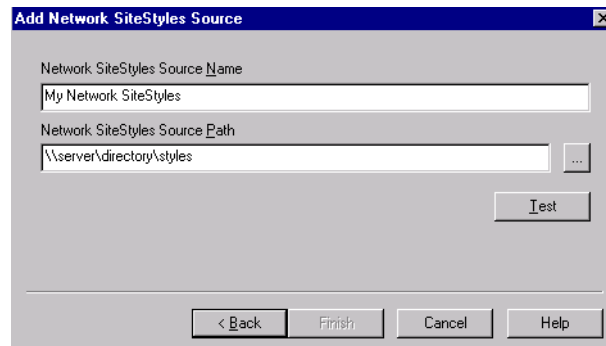 Add Network SiteStyles Source
Network SiteStyles Source Name
My Network SiteStyles
Network SiteStyles Source Path
\\server\directory\styles
...
Test
< Back
Finish
Cancel
Help